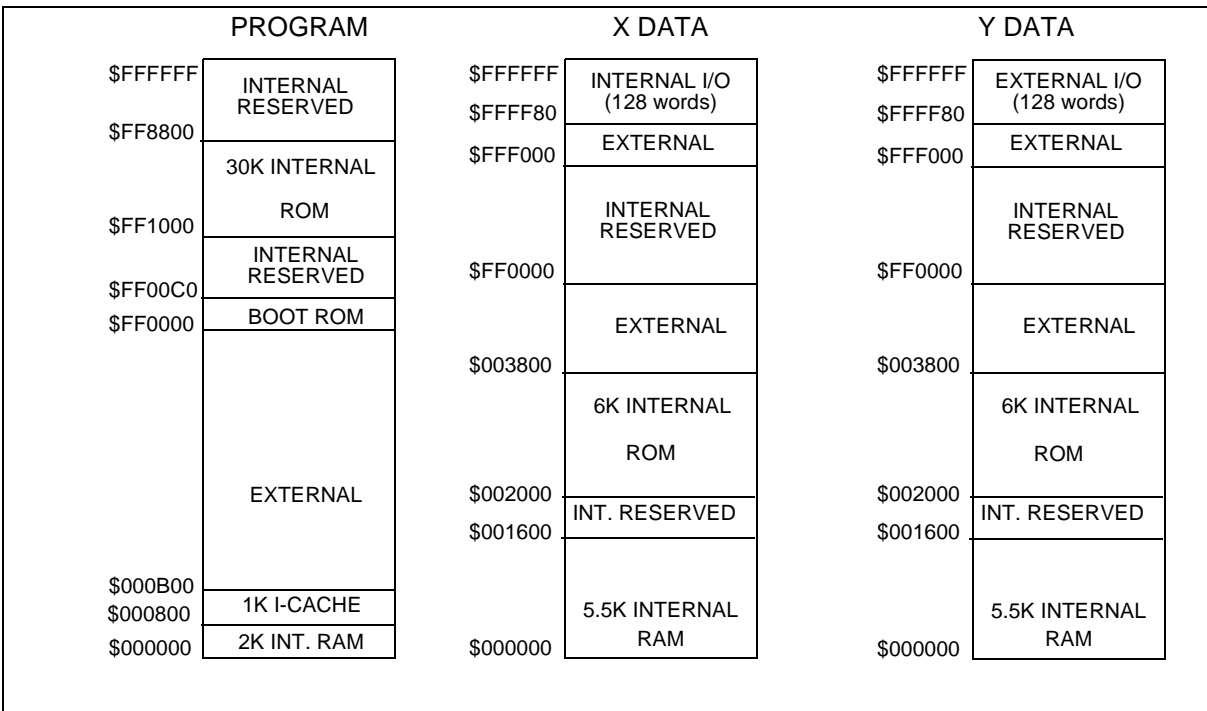 PROGRAM
$FFFFFF
INTERNAL
RESERVED
$FF8800
30K INTERNAL
ROM
$FF1000
INTERNAL
RESERVED
$FF00C0
$FF0000
BOOT ROM
EXTERNAL
$000B00
1K I-CACHE
$000800
2K INT. RAM
$000000
X DATA
$FFFFFF
INTERNAL I/O
(128 words)
$FFFF80
EXTERNAL
$FFF000
INTERNAL
RESERVED
$FF0000
EXTERNAL
$003800
6K INTERNAL
ROM
$002000
INT. RESERVED
$001600
5.5K INTERNAL
RAM
$000000
Y DATA
$FFFFFF
EXTERNAL I/O
(128 words)
$FFFF80
EXTERNAL
$FFF000
INTERNAL
RESERVED
$FF0000
EXTERNAL
$003800
6K INTERNAL
ROM
$002000
INT. RESERVED
$001600
5.5K INTERNAL
RAM
$000000